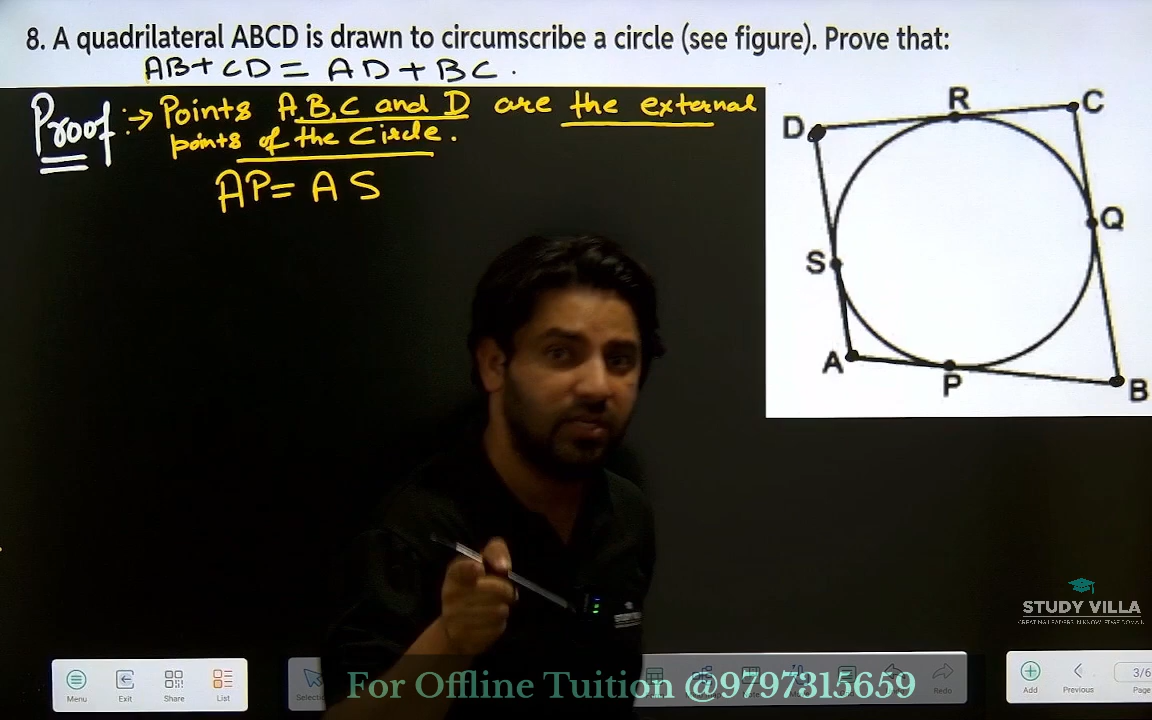 8. A quadrilateral ABCD is drawn to circumscribe a circle (see figure). Prove that:
AB+CD = AD+BC.
Proof :-> Points A,B,C and D are the external
points of the Circle.
AP = AS
D
R
C
Q
S
A
P
B
STUDY VILLA
Menu
Exit
Share
List
Redo
Add
Previous
Page
3/6
For Offline Tuition @9797815659